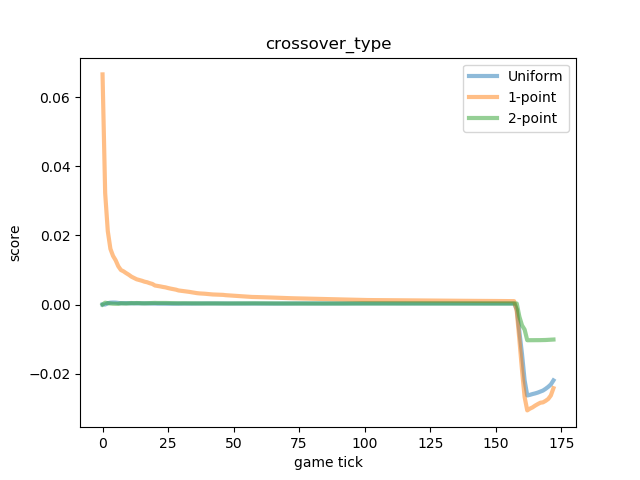 crossover_type
Uniform
1-point
2-point
score
0.06
0.04
0.02
0.00
−0.02
0 25 50 75 100 125 150 175
game tick